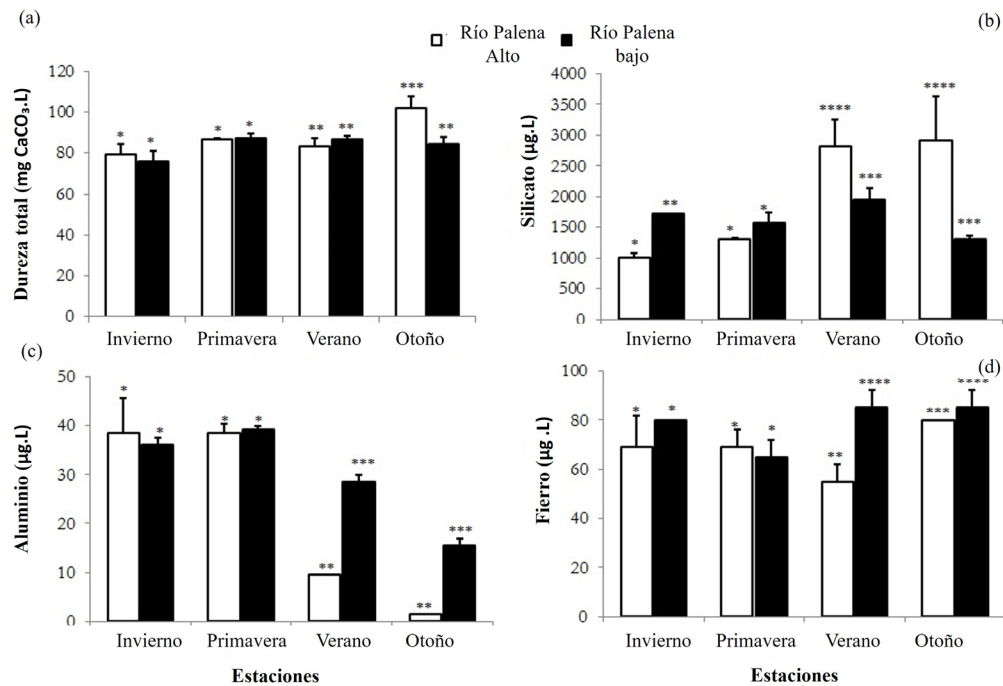 (a)
(b)
Río Palena Alto
Río Palena bajo
Dureza total (mg CaCO₃.L)
120
100
80
60
40
20
0
* * * * ** ** *** **
Invierno Primavera Verano Otoño
Silicato (µg.L)
4000
3500
3000
2500
2000
1500
1000
500
0
* ** * * **** *** **** ***
Invierno Primavera Verano Otoño
(c)
Aluminio (µg.L)
50
40
30
20
10
0
* * * * ** *** ** ***
Invierno Primavera Verano Otoño
Estaciones
(d)
Fierro (µg .L)
100
80
60
40
20
0
* * * * ** **** *** ****
Invierno Primavera Verano Otoño
Estaciones